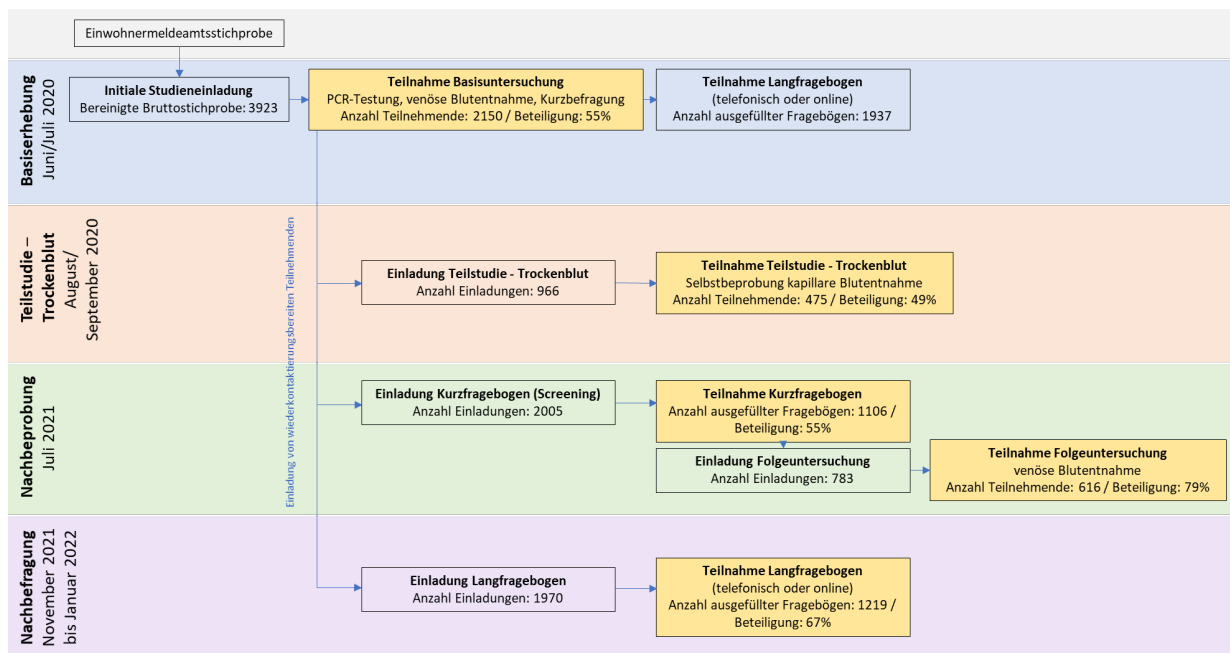 Einwohnermeldeamtsstichprobe
Basiserhebung
Juni/Juli 2020
Initiale Studieneinladung
Bereinigte Bruttostichprobe: 3923
Teilnahme Basisuntersuchung
PCR-Testung, venöse Blutentnahme, Kurzbefragung
Anzahl Teilnehmende: 2150 / Beteiligung: 55%
Teilnahme Langfragebogen
(telefonisch oder online)
Anzahl ausgefüllter Fragebögen: 1937
Einladung von wiederkontaktierungsbereiten Teilnehmenden
Teilstudie –
Trockenblut
August/
September 2020
Einladung Teilstudie - Trockenblut
Anzahl Einladungen: 966
Teilnahme Teilstudie - Trockenblut
Selbstbeprobung kapillare Blutentnahme
Anzahl Teilnehmende: 475 / Beteiligung: 49%
Nachbeprobung
Juli 2021
Einladung Kurzfragebogen (Screening)
Anzahl Einladungen: 2005
Teilnahme Kurzfragebogen
Anzahl ausgefüllter Fragebögen: 1106 /
Beteiligung: 55%
Einladung Folgeuntersuchung
Anzahl Einladungen: 783
Teilnahme Folgeuntersuchung
venöse Blutentnahme
Anzahl Teilnehmende: 616 / Beteiligung: 79%
Nachbefragung
November 2021
bis Januar 2022
Einladung Langfragebogen
Anzahl Einladungen: 1970
Teilnahme Langfragebogen
(telefonisch oder online)
Anzahl ausgefüllter Fragebögen: 1219 /
Beteiligung: 67%